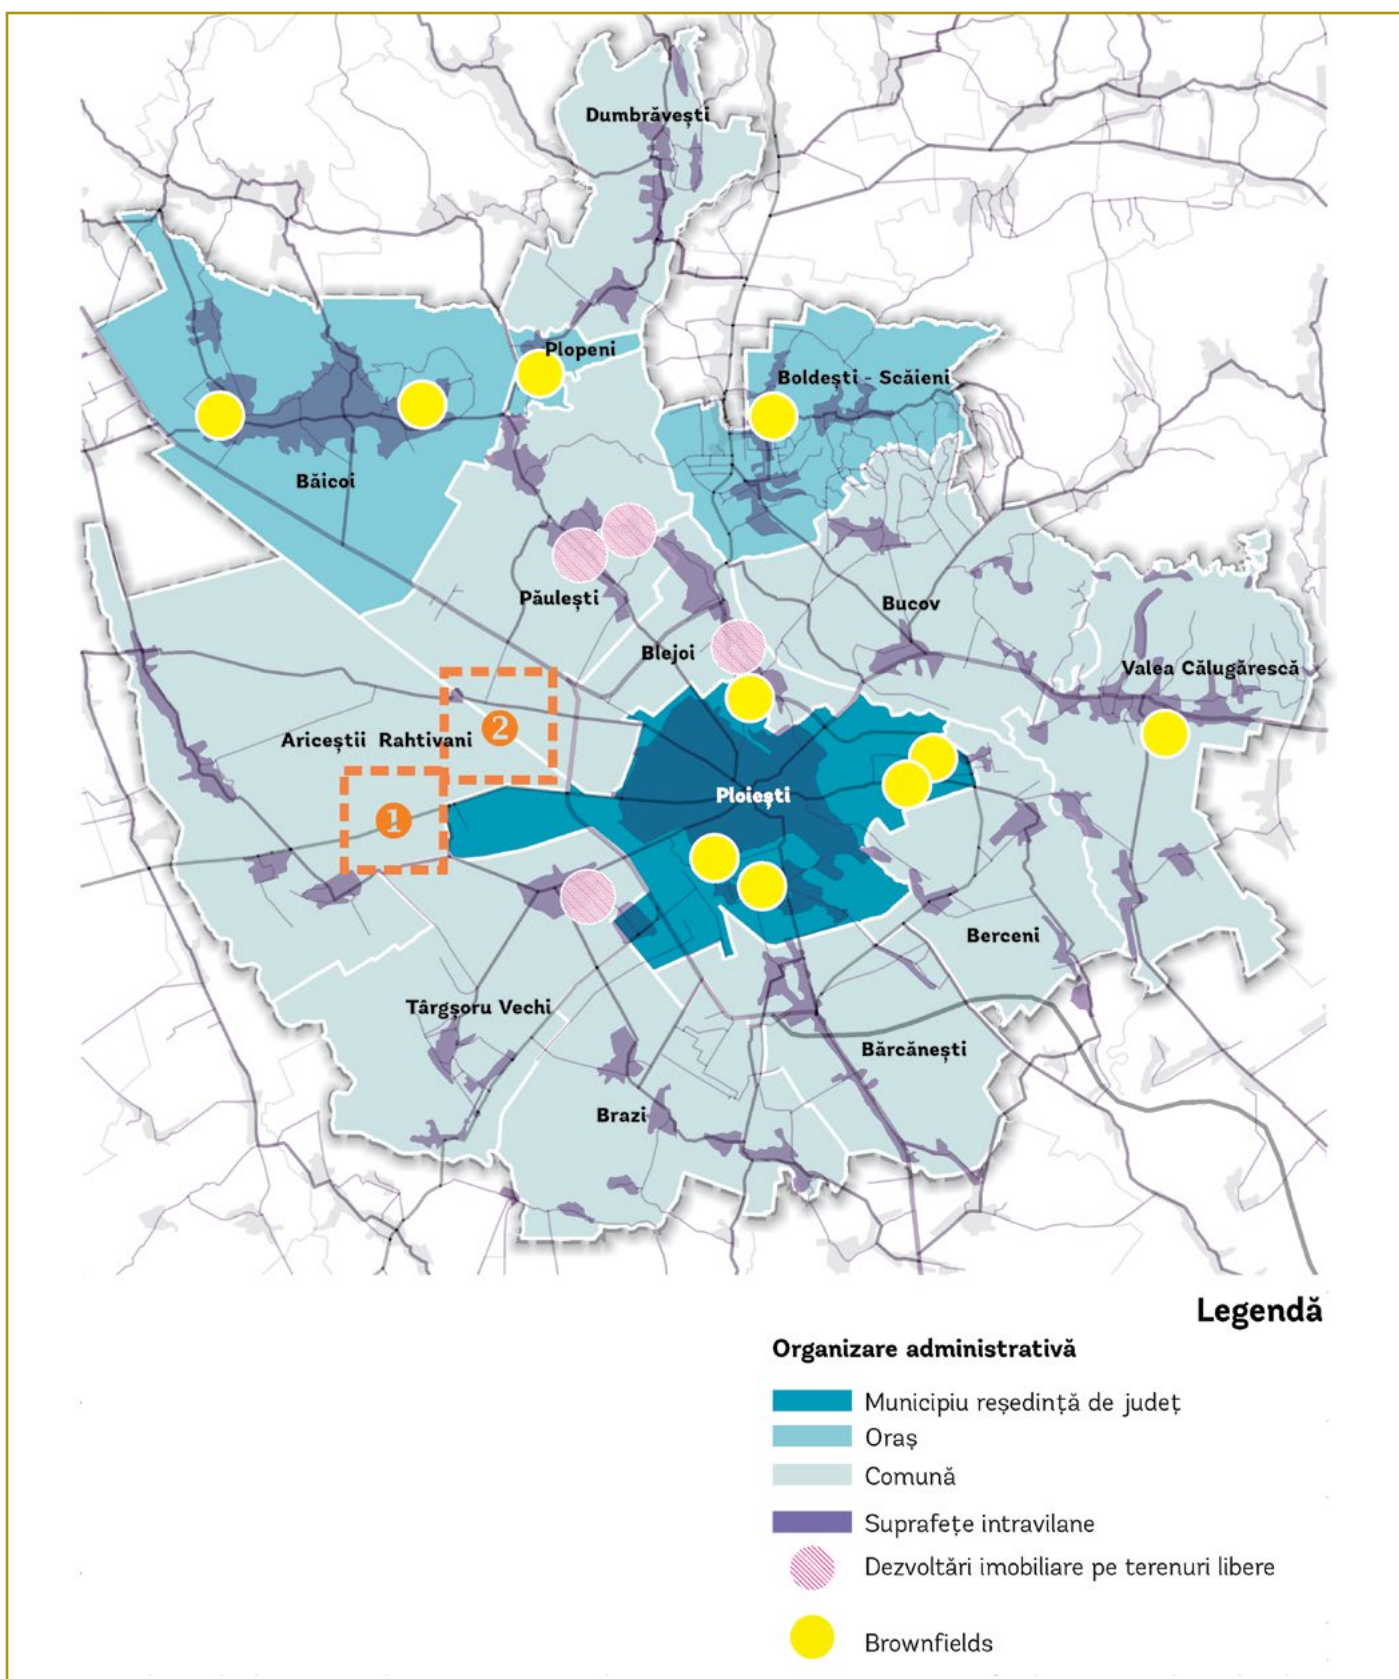 Dumbrăvești
Plopeni
Boldești - Scăieni
Băicoi
Păulești
Bucov
Blejoi
Valea Călugărescă
Ariceștii Rahtivani
2
1
Ploiești
Berceni
Târgșoru Vechi
Bărcănești
Brazi
Legendă
Organizare administrativă
Municipiu reședință de județ
Oraș
Comună
Suprafețe intravilane
Dezvoltări imobiliare pe terenuri libere
Brownfields